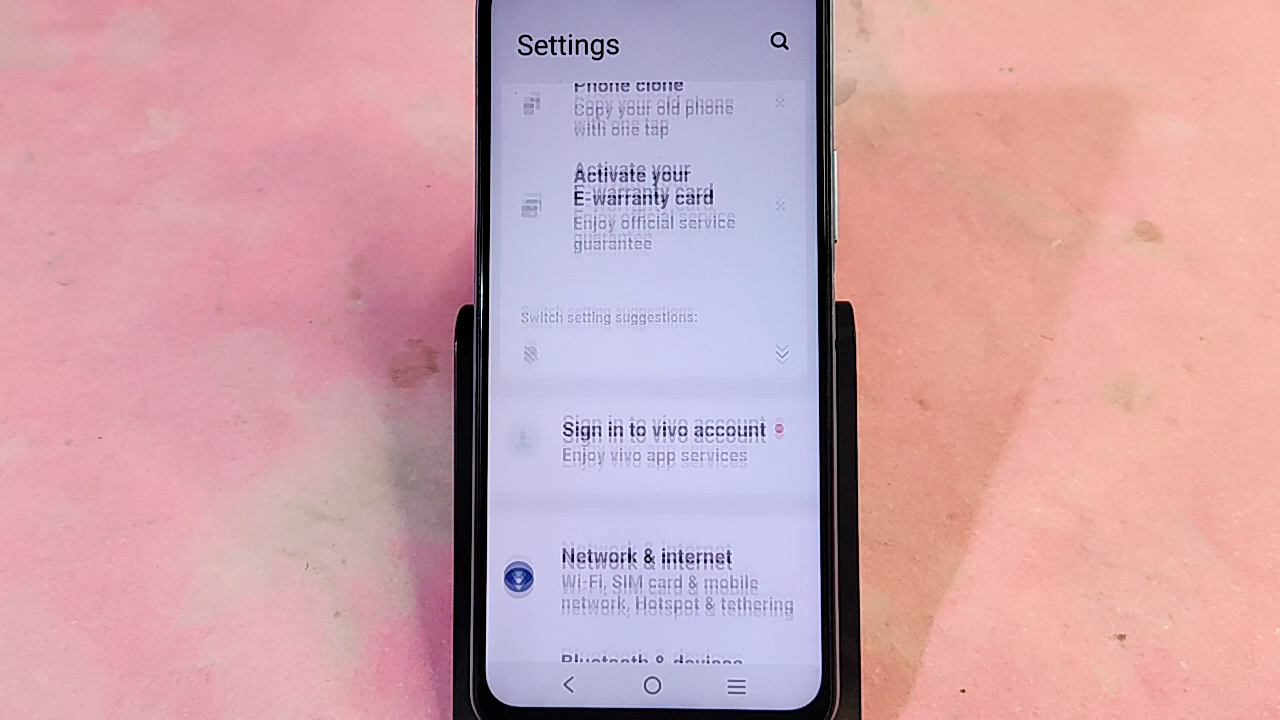 Settings
Phone clone
Copy your old phone
with one tap
Activate your
E-warranty card
Enjoy official service
guarantee
Switch setting suggestions:
Sign in to vivo account
Enjoy vivo app services
Network & internet
Wi-Fi, SIM card & mobile
network, Hotspot & tethering
Bluetooth & devices